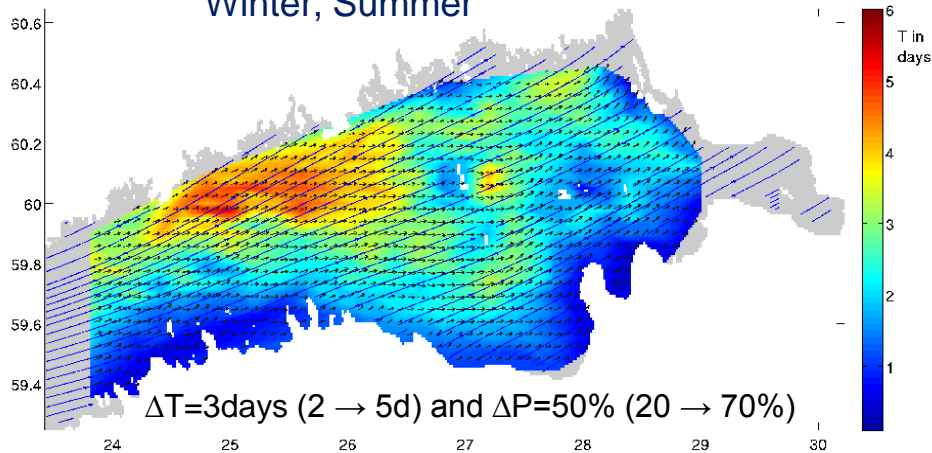 Winter, Summer
60.6
60.4
60.2
60
59.8
59.6
59.4
24 25 26 27 28 29 30
6
5
4
3
2
1
T in
days
ΔT=3days (2 → 5d) and ΔP=50% (20 → 70%)